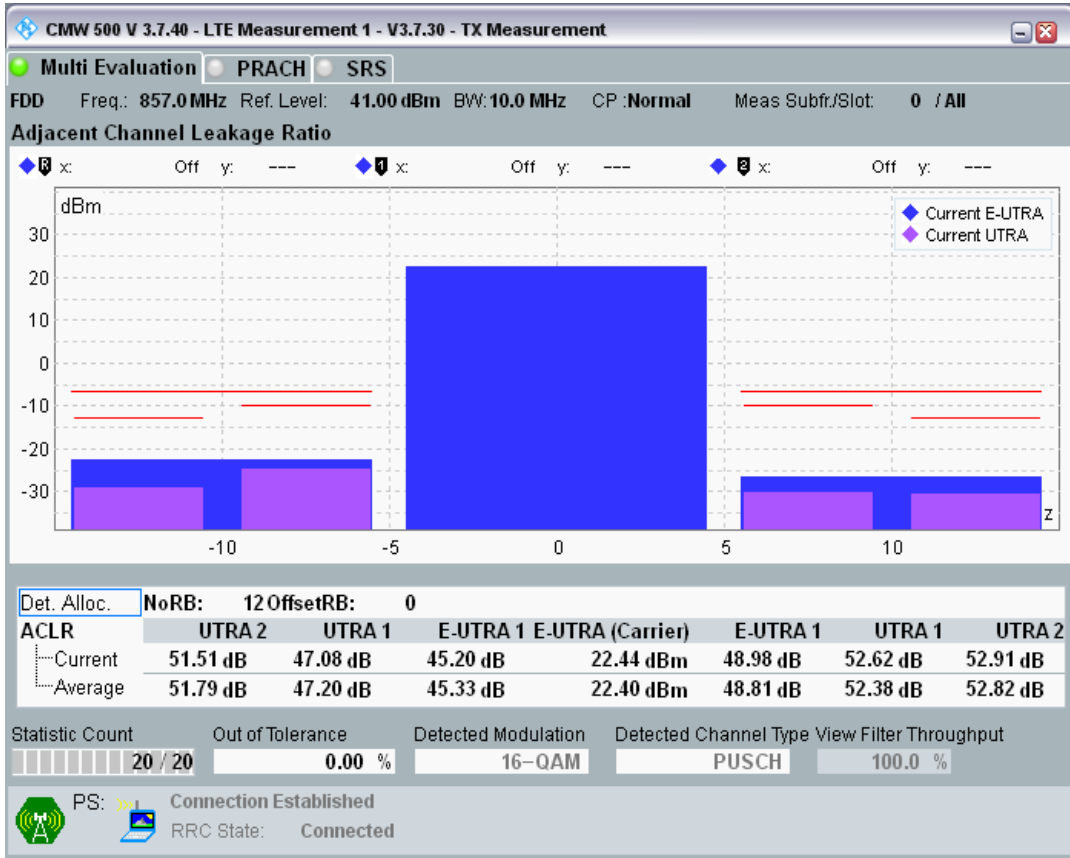 CMW 500 V 3.7.40 - LTE Measurement 1 - V3.7.30 - TX Measurement
Multi Evaluation PRACH SRS
FDD Freq.: 857.0 MHz Ref. Level: 41.00 dBm BW: 10.0 MHz CP :Normal Meas Subfr./Slot: 0 / All
Adjacent Channel Leakage Ratio
R x: Off y: --- 1 x: Off y: --- 2 x: Off y: ---
dBm
Current E-UTRA
Current UTRA
30
20
10
0
-10
-20
-30
z
-10 -5 0 5 10
Det. Alloc. NoRB: 12 OffsetRB: 0
ACLR UTRA 2 UTRA 1 E-UTRA 1 E-UTRA (Carrier) E-UTRA 1 UTRA 1 UTRA 2
Current 51.51 dB 47.08 dB 45.20 dB 22.44 dBm 48.98 dB 52.62 dB 52.91 dB
Average 51.79 dB 47.20 dB 45.33 dB 22.40 dBm 48.81 dB 52.38 dB 52.82 dB
Statistic Count Out of Tolerance Detected Modulation Detected Channel Type View Filter Throughput
20 / 20 0.00 % 16-QAM PUSCH 100.0 %
PS: Connection Established
RRC State: Connected